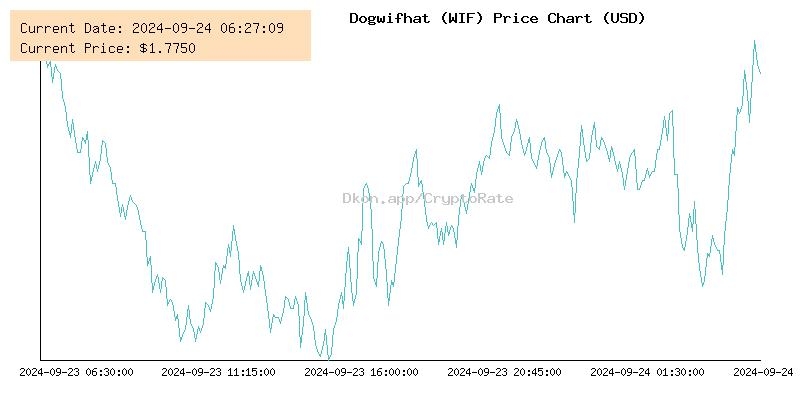 Dogwifhat (WIF) Price Chart (USD)
Current Date: 2024-09-24 06:27:09
Current Price: $1.7750
Dkon.app/CryptoRate
2024-09-23 06:30:00 2024-09-23 11:15:00 2024-09-23 16:00:00 2024-09-23 20:45:00 2024-09-24 01:30:00 2024-09-24